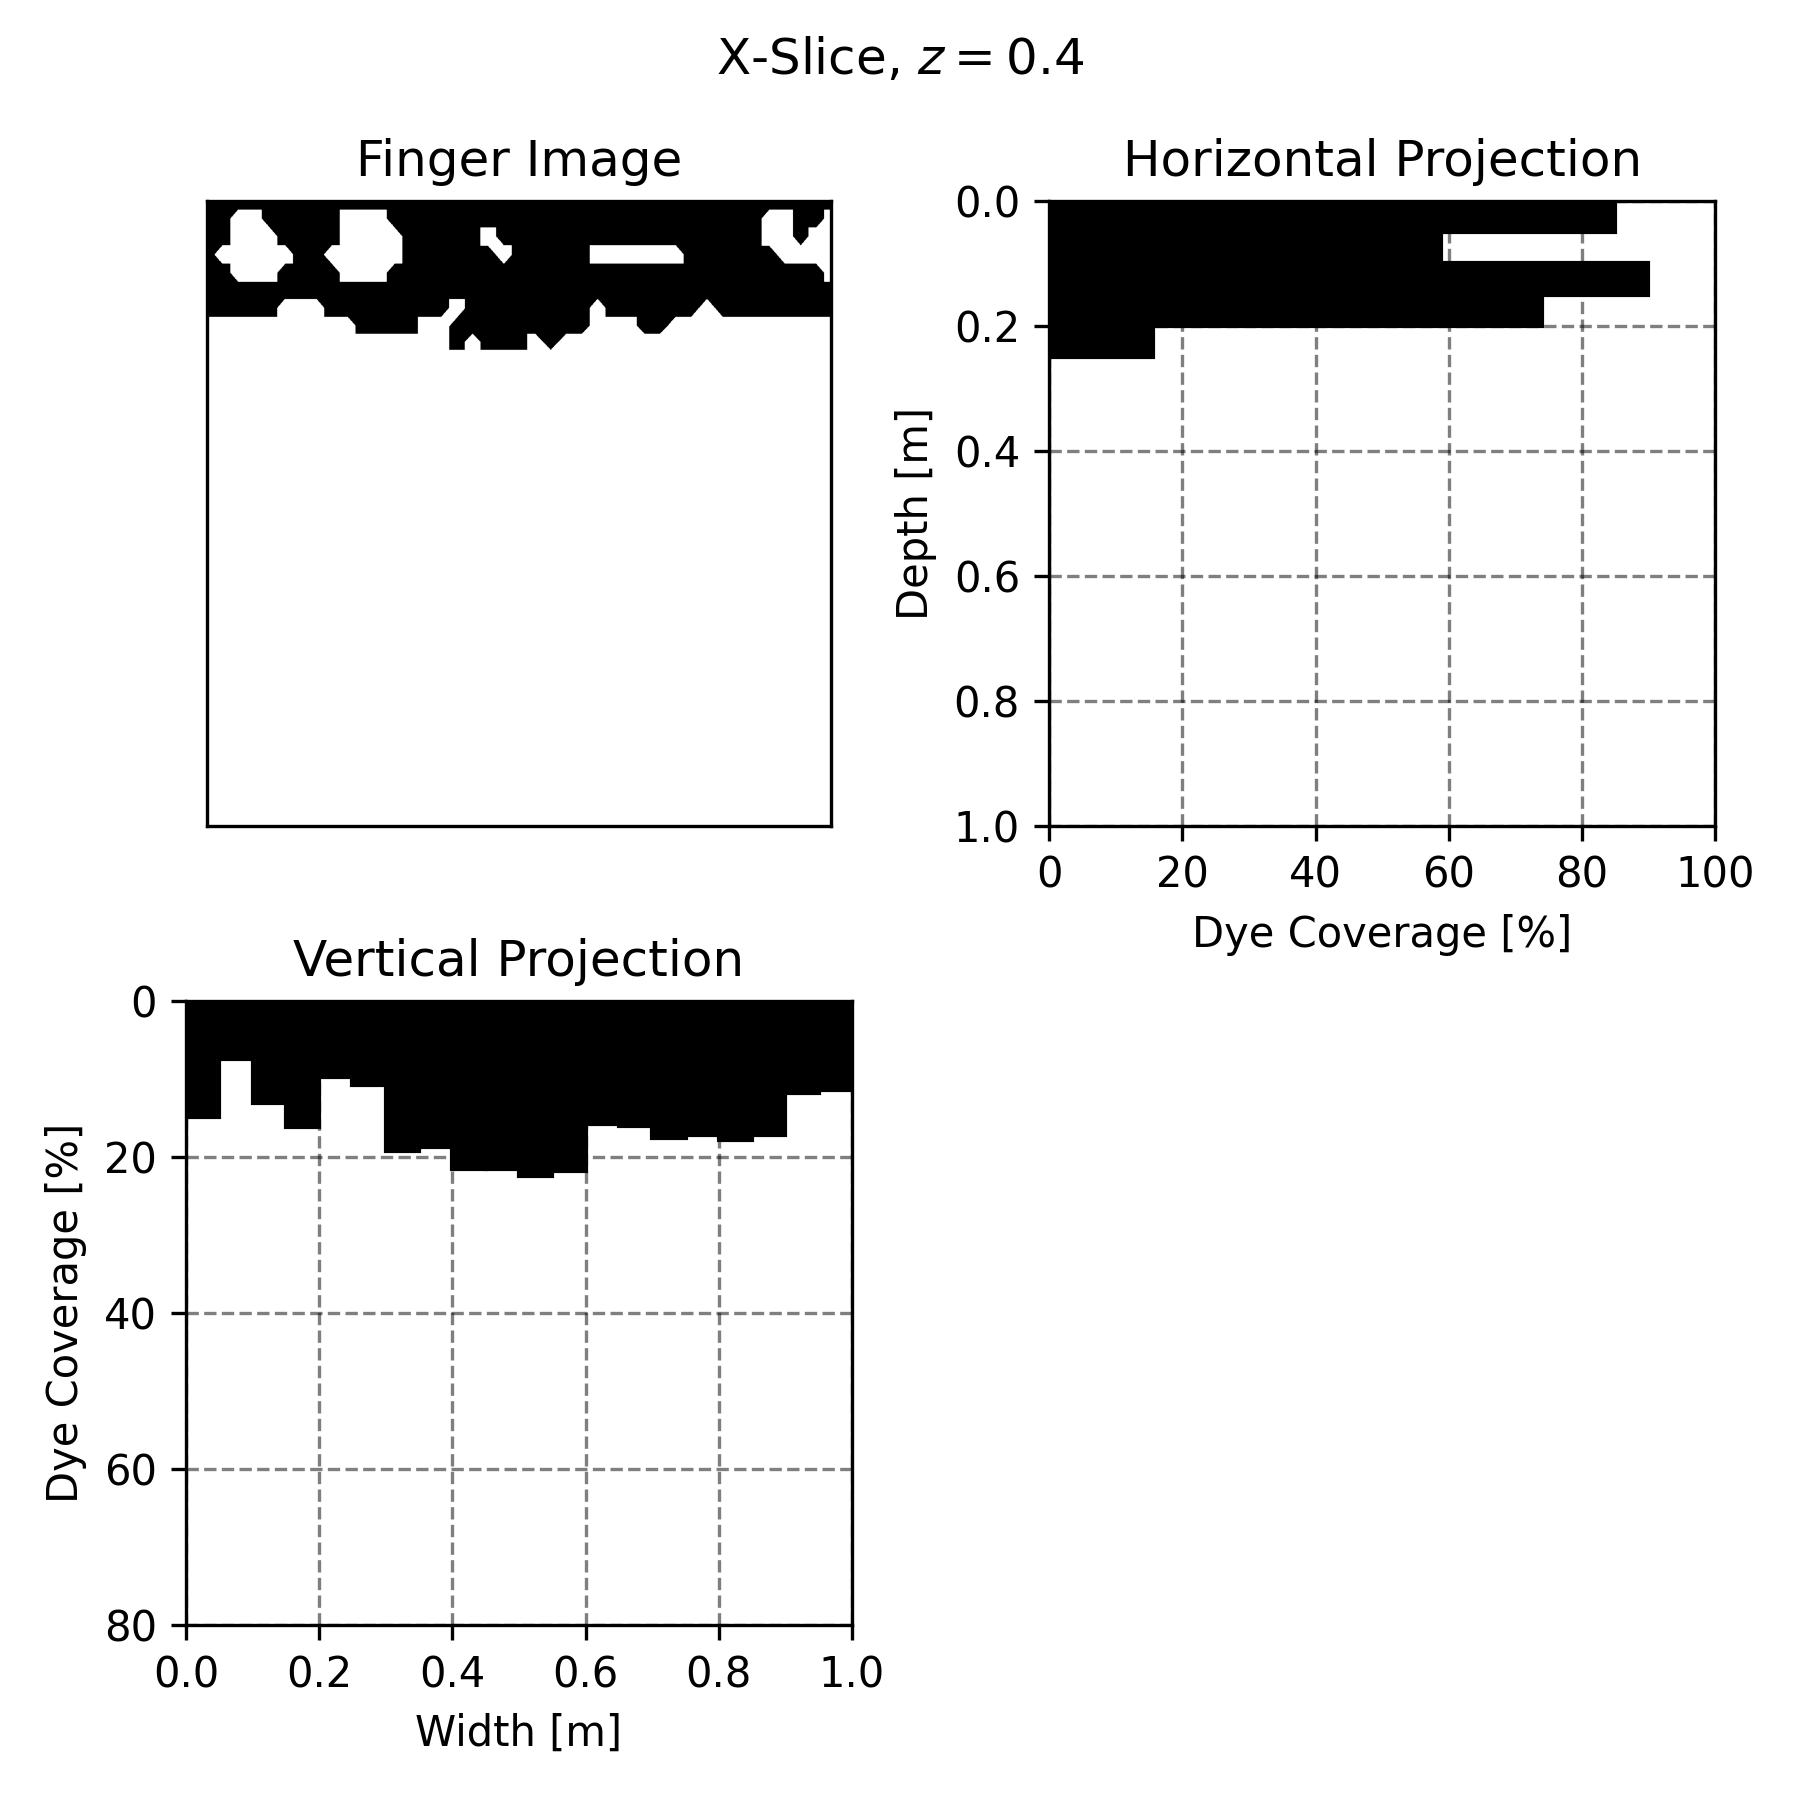 X-Slice, z = 0.4
Finger Image
Horizontal Projection
0.0
0.2
0.4
0.6
0.8
1.0
Depth [m]
0 20 40 60 80 100
Dye Coverage [%]
Vertical Projection
0
20
40
60
80
Dye Coverage [%]
0.0 0.2 0.4 0.6 0.8 1.0
Width [m]